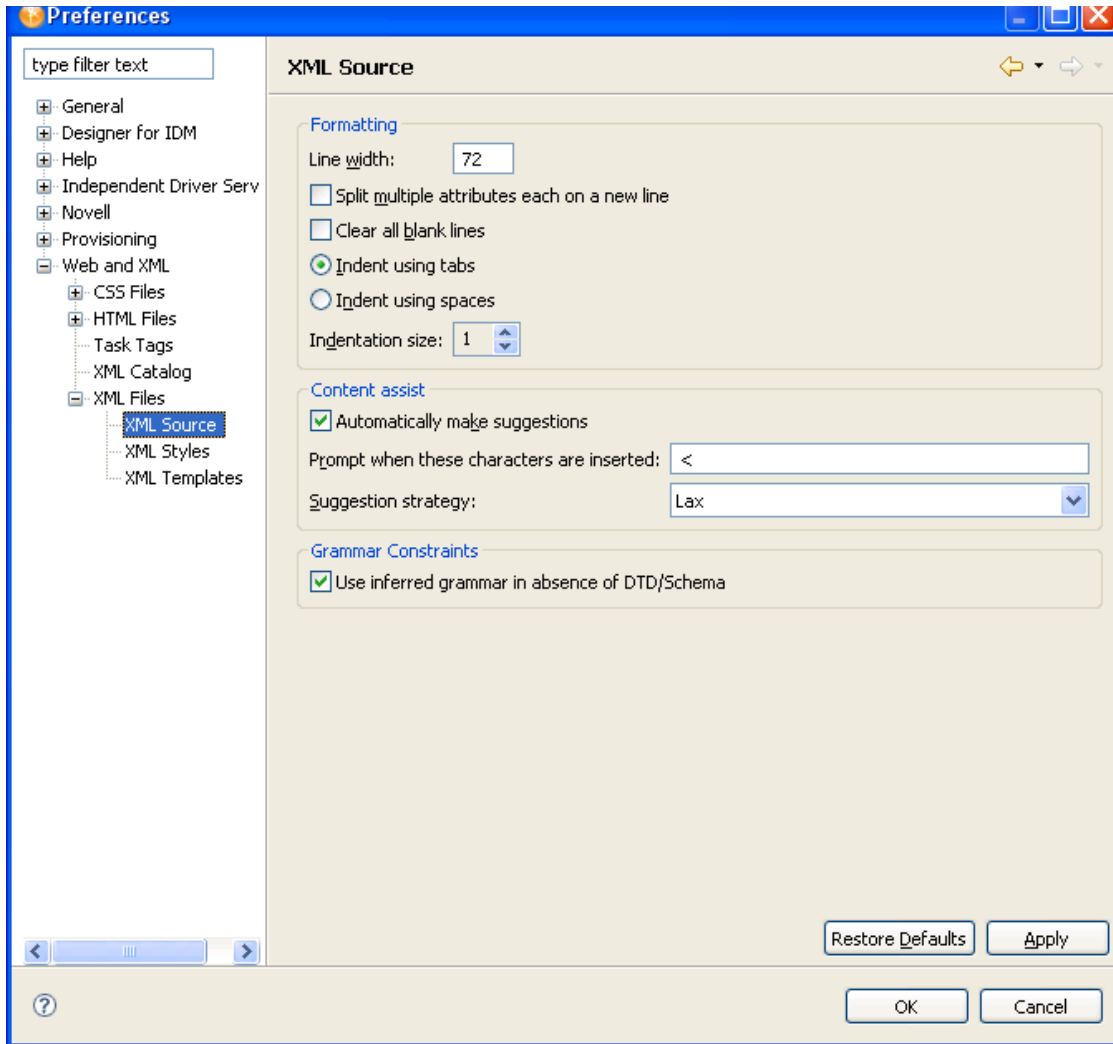 Preferences
type filter text
General
Designer for IDM
Help
Independent Driver Serv
Novell
Provisioning
Web and XML
CSS Files
HTML Files
Task Tags
XML Catalog
XML Files
XML Source
XML Styles
XML Templates
XML Source
Formatting
Line width: 72
Split multiple attributes each on a new line
Clear all blank lines
Indent using tabs
Indent using spaces
Indentation size: 1
Content assist
Automatically make suggestions
Prompt when these characters are inserted: <
Suggestion strategy: Lax
Grammar Constraints
Use inferred grammar in absence of DTD/Schema
Restore Defaults Apply
? OK Cancel